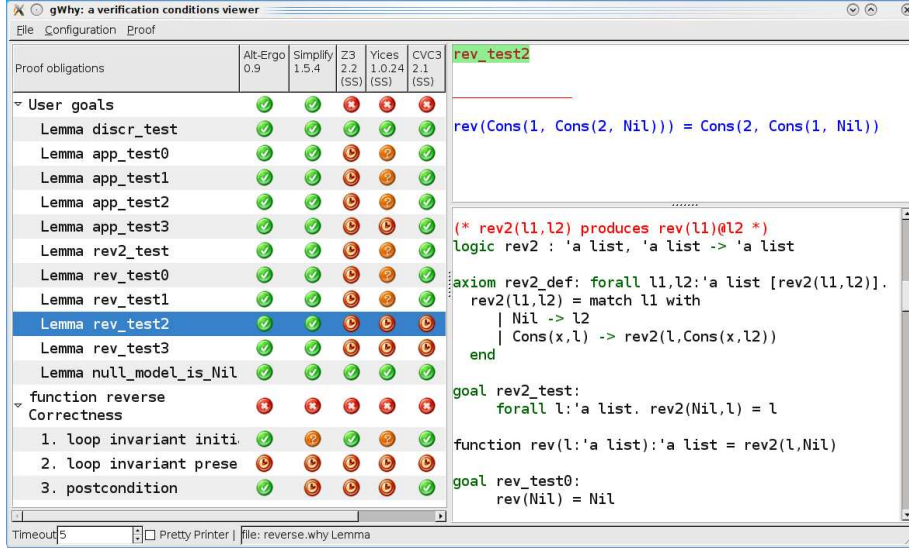 gWhy: a verification conditions viewer
File Configuration Proof
Proof obligations
Alt-Ergo 0.9
Simplify 1.5.4
Z3 2.2 (SS)
Yices 1.0.24 (SS)
CVC3 2.1 (SS)
User goals
Lemma discr_test
Lemma app_test0
Lemma app_test1
Lemma app_test2
Lemma app_test3
Lemma rev2_test
Lemma rev_test0
Lemma rev_test1
Lemma rev_test2
Lemma rev_test3
Lemma null_model_is_Nil
function reverse
Correctness
1. loop invariant initi
2. loop invariant prese
3. postcondition
rev_test2
rev(Cons(1, Cons(2, Nil))) = Cons(2, Cons(1, Nil))
(* rev2(l1,l2) produces rev(l1)@l2 *)
logic rev2 : 'a list, 'a list -> 'a list
axiom rev2_def: forall l1,l2:'a list [rev2(l1,l2)].
rev2(l1,l2) = match l1 with
| Nil -> l2
| Cons(x,l) -> rev2(l,Cons(x,l2))
end
goal rev2_test:
forall l:'a list. rev2(Nil,l) = l
function rev(l:'a list):'a list = rev2(l,Nil)
goal rev_test0:
rev(Nil) = Nil
Timeout 5 Pretty Printer | file: reverse.why Lemma